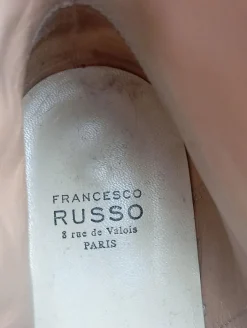 FRANCESCO
RUSSO
8 rue de Valois
PARIS